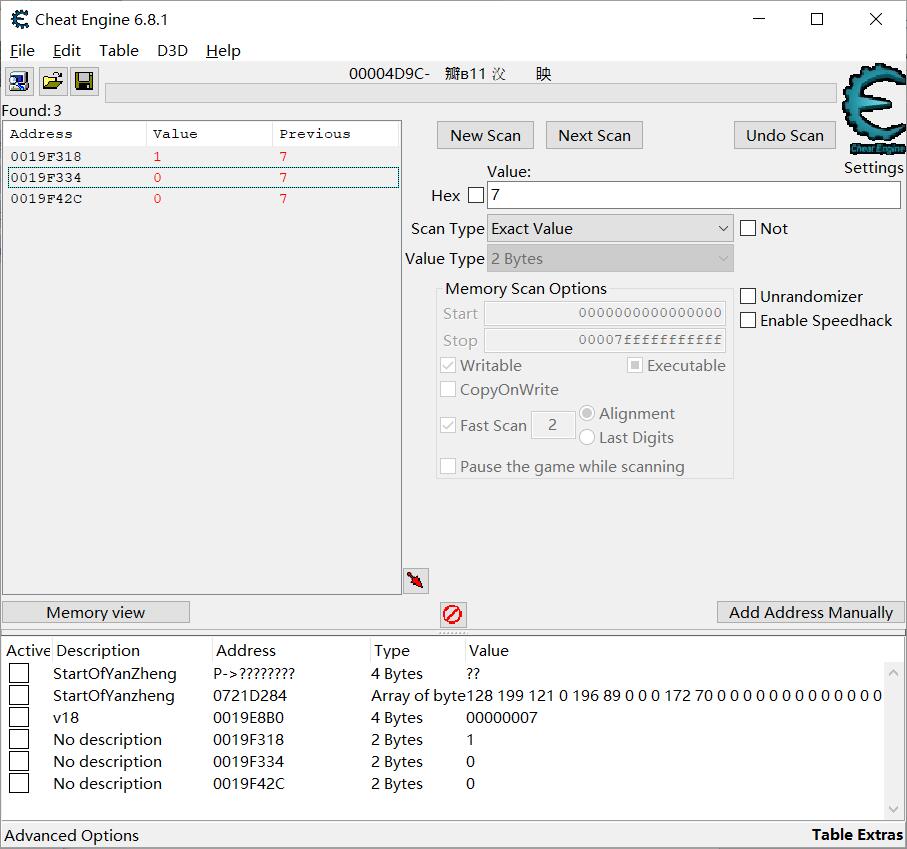 Cheat Engine 6.8.1
File Edit Table D3D Help
00004D9C- 瓣в11 汶 映
Found: 3
Address Value Previous
0019F318 1 7
0019F334 0 7
0019F42C 0 7
New Scan Next Scan Undo Scan
Cheat Engine
Settings
Value:
Hex 7
Scan Type Exact Value Not
Value Type 2 Bytes
Memory Scan Options
Start 0000000000000000
Stop 00007fffffffffff
Writable Executable
CopyOnWrite
Fast Scan 2 Alignment
Last Digits
Pause the game while scanning
Unrandomizer
Enable Speedhack
Memory view Add Address Manually
Active Description Address Type Value
StartOfYanZheng P->???????? 4 Bytes ??
StartOfYanzheng 0721D284 Array of byte 128 199 121 0 196 89 0 0 0 172 70 0 0 0 0 0 0 0 0 0 0 0 0 0
v18 0019E8B0 4 Bytes 00000007
No description 0019F318 2 Bytes 1
No description 0019F334 2 Bytes 0
No description 0019F42C 2 Bytes 0
Advanced Options Table Extras